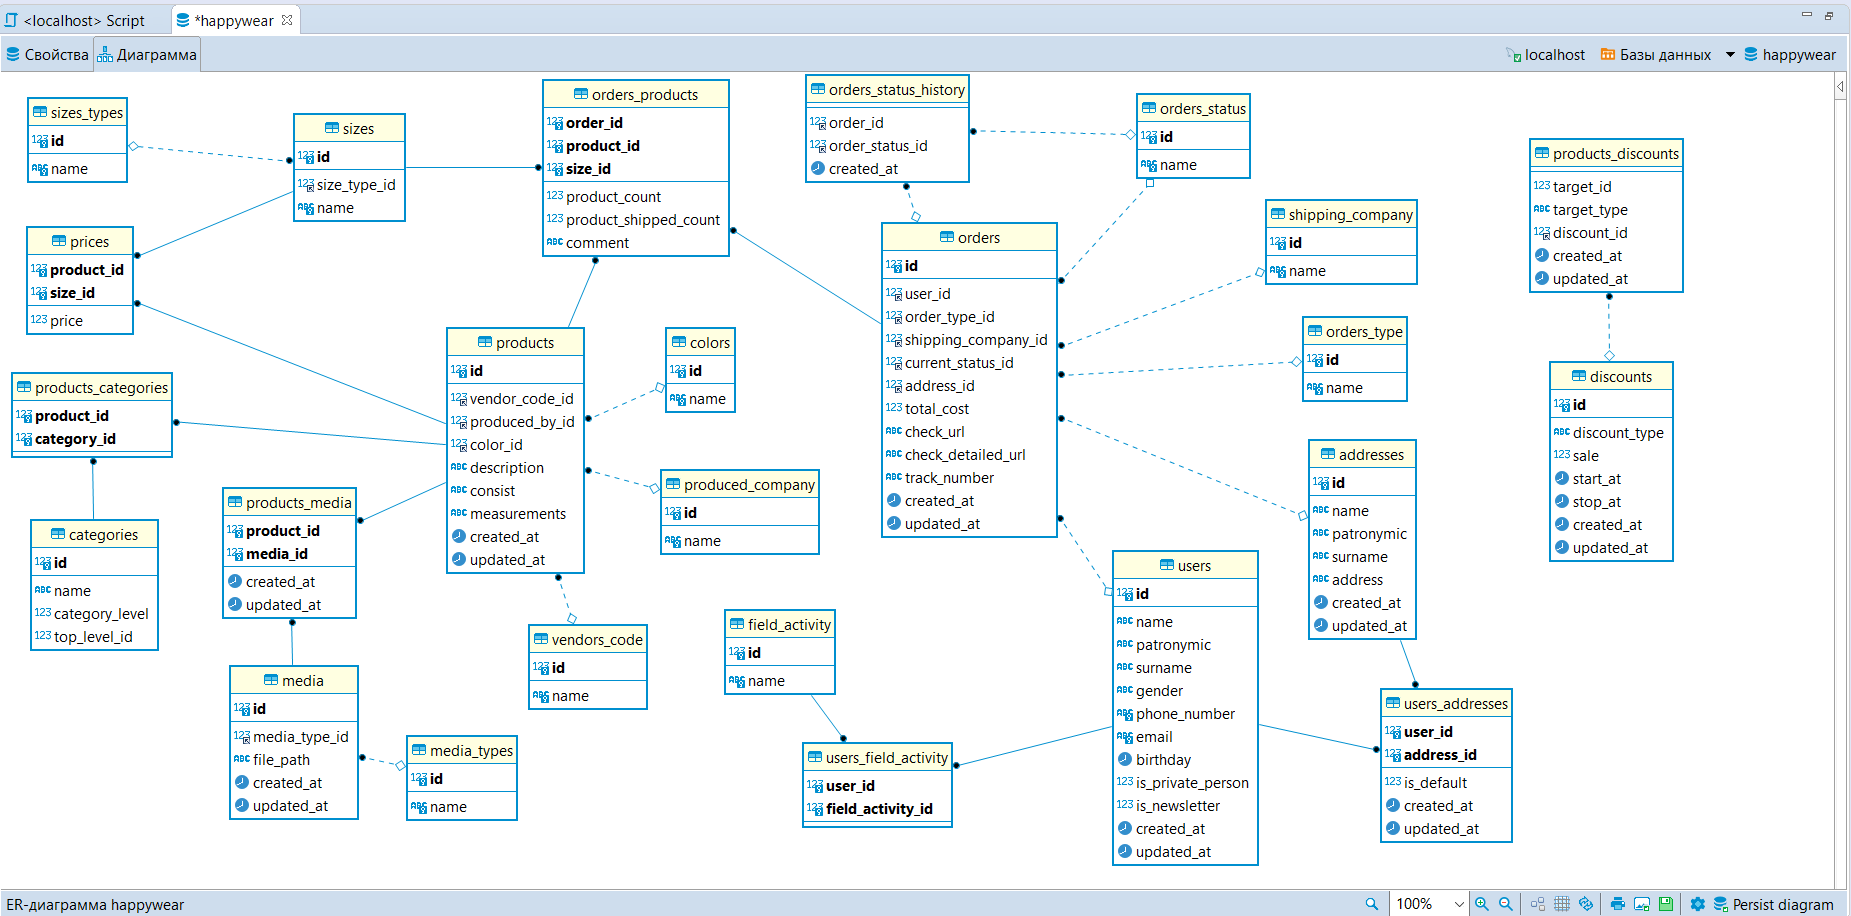 <localhost> Script
*happywear
Свойства
Диаграмма
localhost
Базы данных
happywear
sizes_types
id
name
sizes
id
size_type_id
name
orders_products
order_id
product_id
size_id
product_count
product_shipped_count
comment
orders_status_history
order_id
order_status_id
created_at
orders_status
id
name
products_discounts
target_id
target_type
discount_id
created_at
updated_at
prices
product_id
size_id
price
shipping_company
id
name
orders
id
user_id
order_type_id
shipping_company_id
current_status_id
address_id
total_cost
check_url
check_detailed_url
track_number
created_at
updated_at
orders_type
id
name
products
id
vendor_code_id
produced_by_id
color_id
description
consist
measurements
created_at
updated_at
colors
id
name
discounts
id
discount_type
sale
start_at
stop_at
created_at
updated_at
products_categories
product_id
category_id
addresses
id
name
patronymic
surname
address
created_at
updated_at
produced_company
id
name
products_media
product_id
media_id
created_at
updated_at
categories
id
name
category_level
top_level_id
users
id
name
patronymic
surname
gender
phone_number
email
birthday
is_private_person
is_newsletter
created_at
updated_at
field_activity
id
name
vendors_code
id
name
media
id
media_type_id
file_path
created_at
updated_at
media_types
id
name
users_field_activity
user_id
field_activity_id
users_addresses
user_id
address_id
is_default
created_at
updated_at
ER-диаграмма happywear
100%
Persist diagram